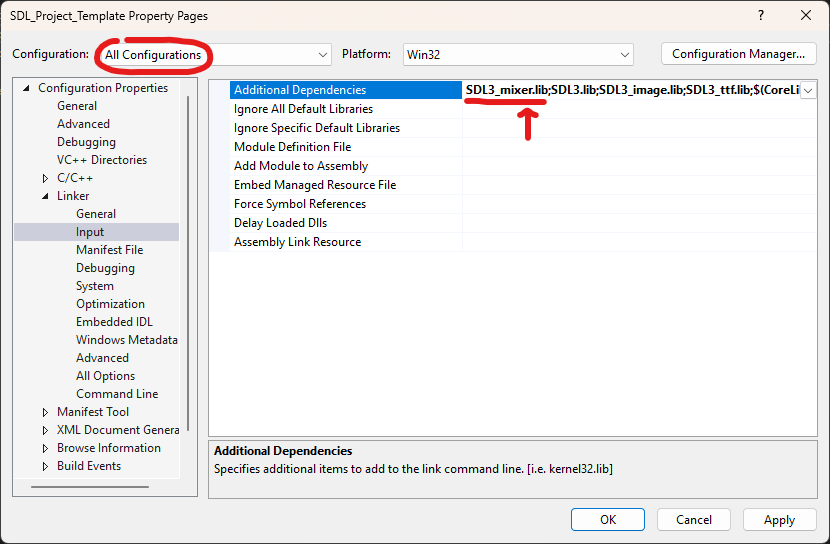 SDL_Project_Template Property Pages
Configuration: All Configurations Platform: Win32 Configuration Manager...
Configuration Properties
General
Advanced
Debugging
VC++ Directories
C/C++
Linker
General
Input
Manifest File
Debugging
System
Optimization
Embedded IDL
Windows Metadata
Advanced
All Options
Command Line
Manifest Tool
XML Document Genera
Browse Information
Build Events
Additional Dependencies SDL3_mixer.lib;SDL3.lib;SDL3_image.lib;SDL3_ttf.lib;$(CoreLi
Ignore All Default Libraries
Ignore Specific Default Libraries
Module Definition File
Add Module to Assembly
Embed Managed Resource File
Force Symbol References
Delay Loaded Dlls
Assembly Link Resource
Additional Dependencies
Specifies additional items to add to the link command line. [i.e. kernel32.lib]
OK Cancel Apply